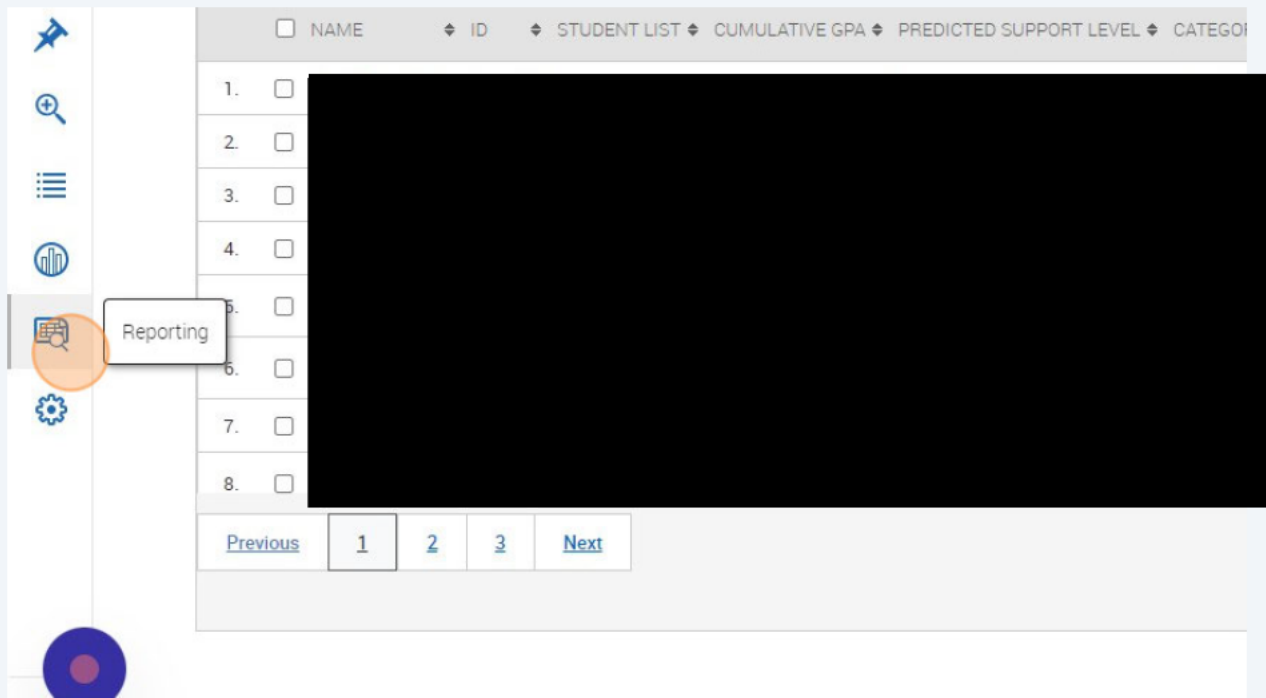 NAME ID STUDENT LIST CUMULATIVE GPA PREDICTED SUPPORT LEVEL
1.
2.
3.
4.
5.
Reporting
6.
7.
8.
Previous 1 2 3 Next